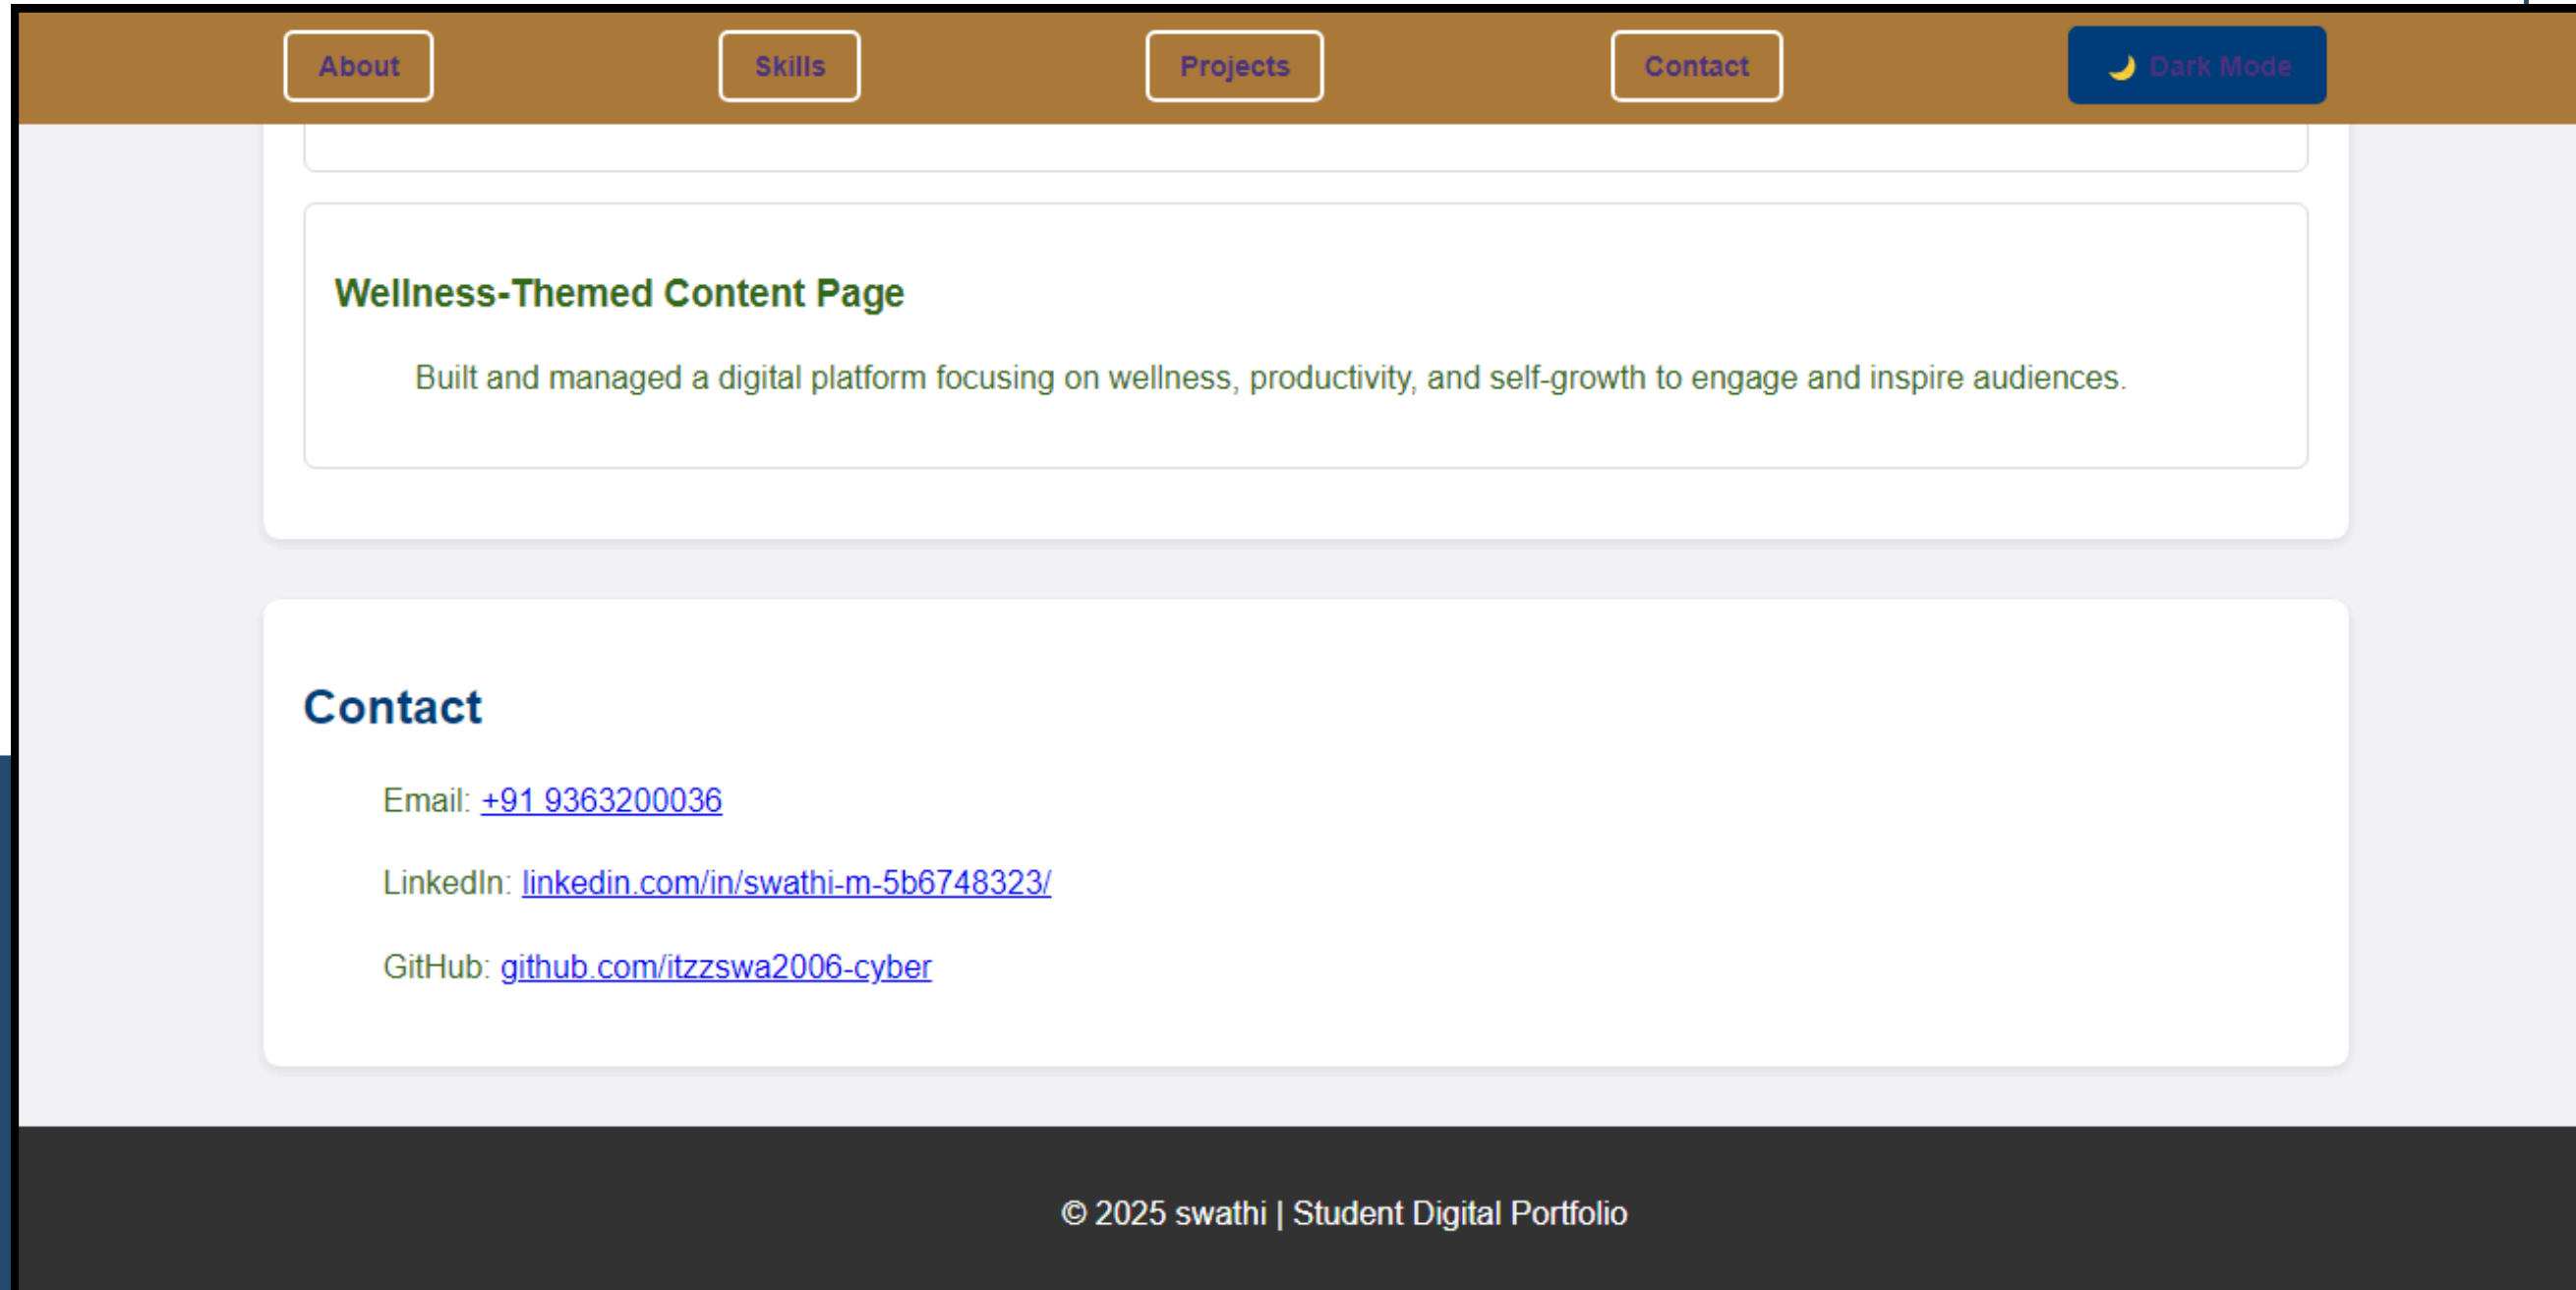 About Skills Projects Contact 🌙 Dark Mode
Wellness-Themed Content Page
Built and managed a digital platform focusing on wellness, productivity, and self-growth to engage and inspire audiences.
Contact
Email: +91 9363200036
LinkedIn: linkedin.com/in/swathi-m-5b6748323/
GitHub: github.com/itzzswa2006-cyber
© 2025 swathi | Student Digital Portfolio